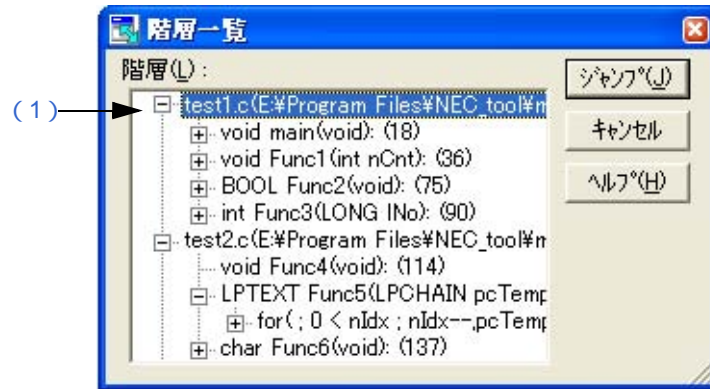 階層一覧
階層(L):
ジャンプ(J)
(1)
test1.c(E:¥Program Files¥NEC_tool¥m
void main(void): (18)
キャンセル
void Func1(int nCnt): (36)
BOOL Func2(void): (75)
ヘルプ(H)
int Func3(LONG lNo): (90)
test2.c(E:¥Program Files¥NEC_tool¥m
void Func4(void): (114)
LPTEXT Func5(LPCHAIN pcTemp
for( ; 0 < nIdx ; nIdx--,pcTemp
char Func6(void): (137)